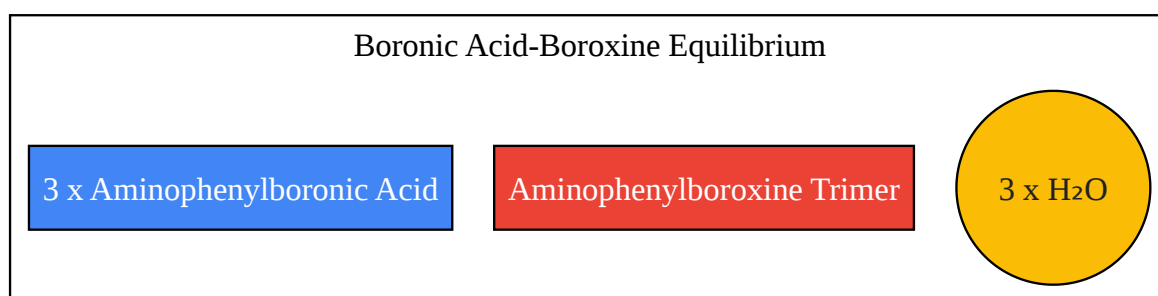 Boronic Acid-Boroxine Equilibrium
3 x Aminophenylboronic Acid
Aminophenylboroxine Trimer
3 x H₂O